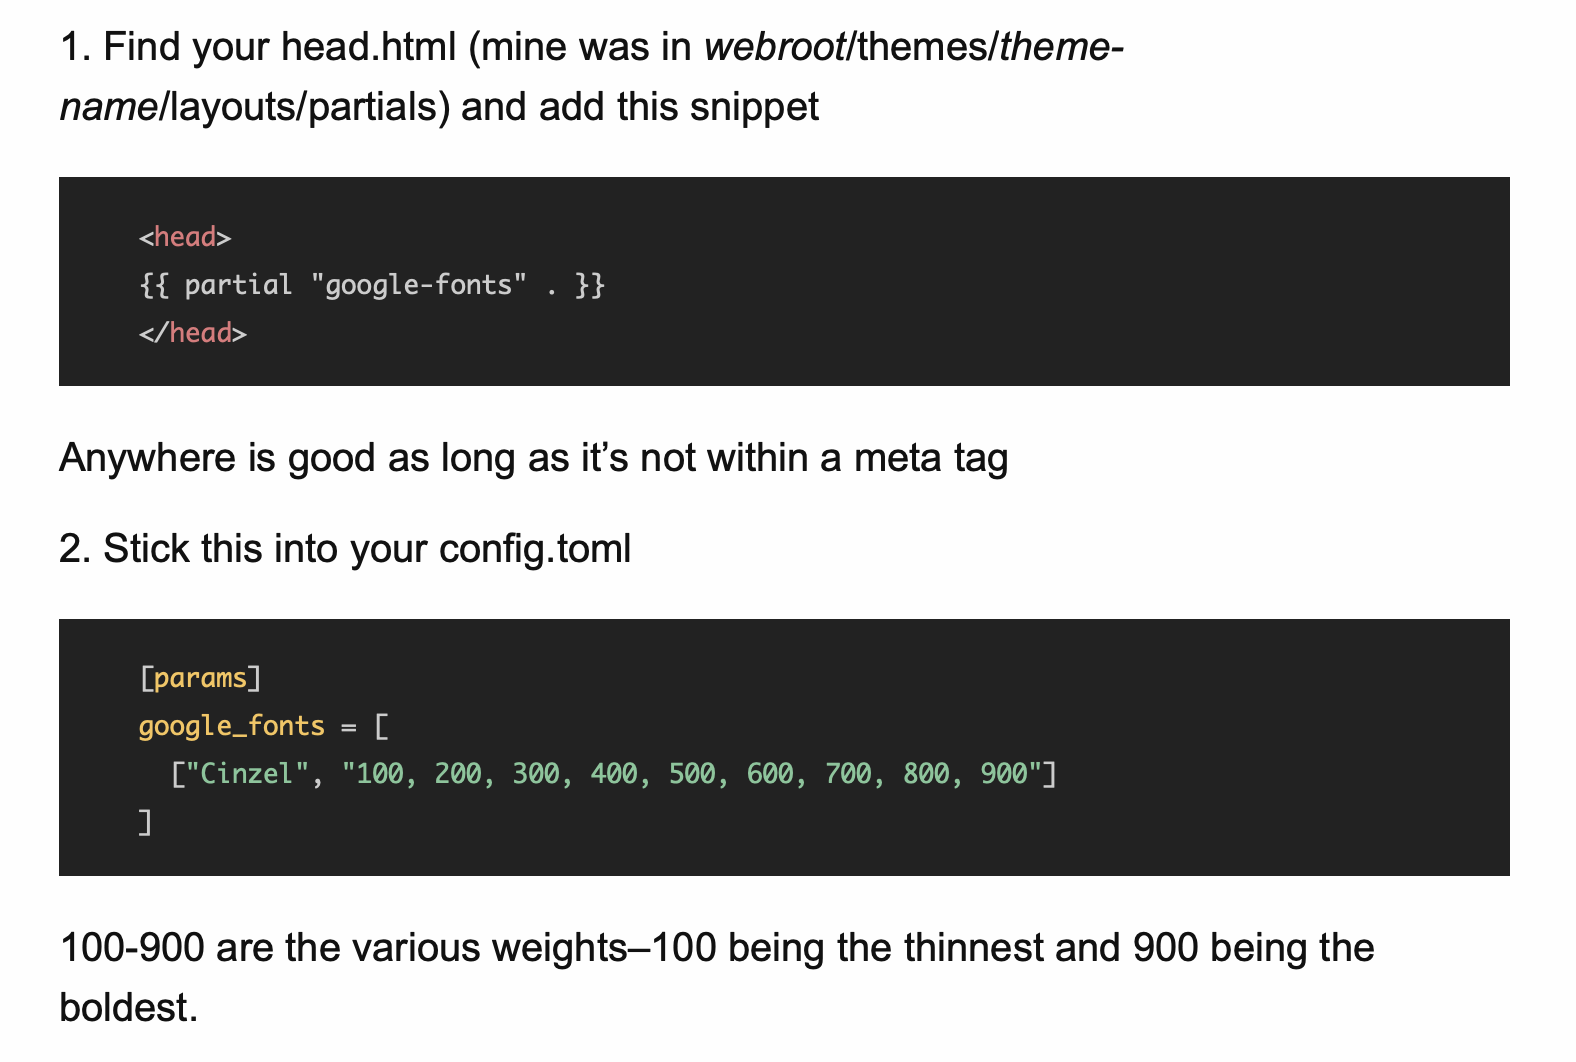 1. Find your head.html (mine was in webroot/themes/theme-
name/layouts/partials) and add this snippet
<head>
{{ partial "google-fonts" . }}
</head>
Anywhere is good as long as it’s not within a meta tag
2. Stick this into your config.toml
[params]
google_fonts = [
  ["Cinzel", "100, 200, 300, 400, 500, 600, 700, 800, 900"]
]
100-900 are the various weights–100 being the thinnest and 900 being the
boldest.